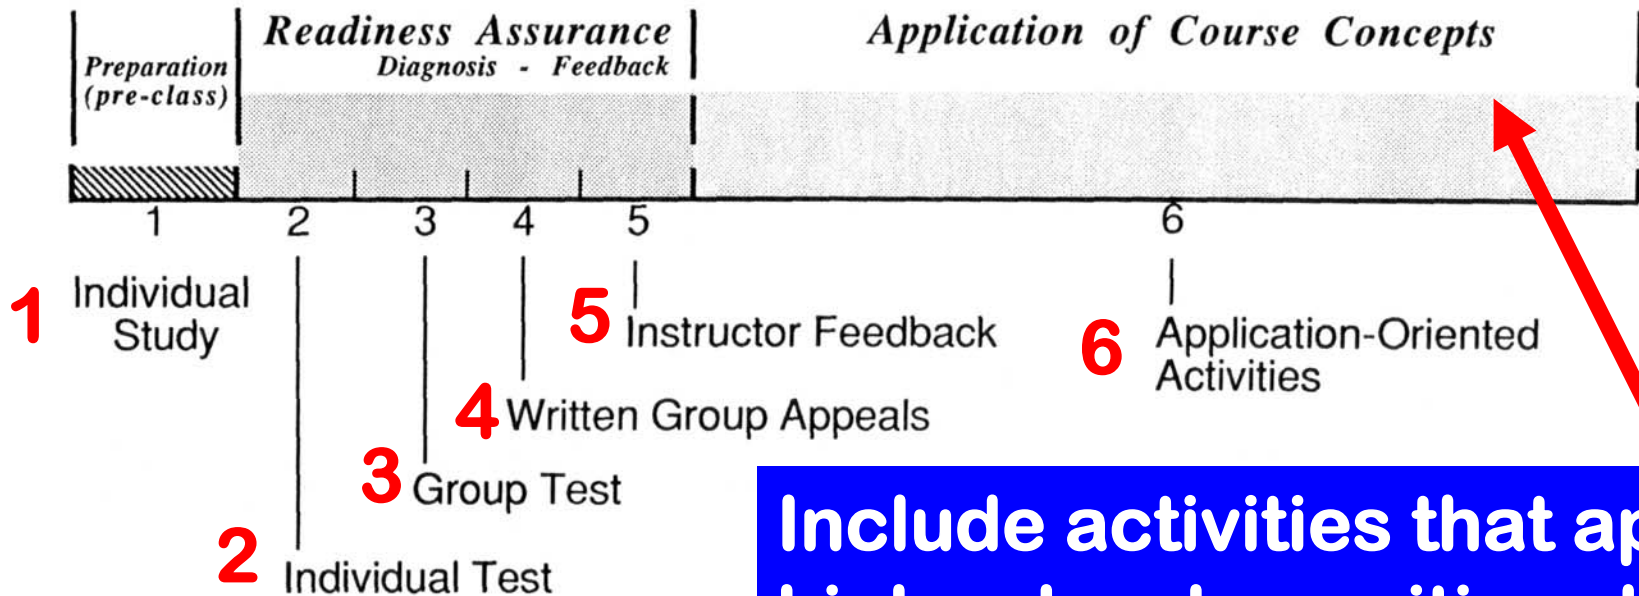 Preparation
(pre-class)
Readiness Assurance
Diagnosis - Feedback
Application of Course Concepts
1
2
3
4
5
6
1
Individual
Study
5
Instructor Feedback
6
Application-Oriented
Activities
4
Written Group Appeals
3
Group Test
2
Individual Test
Include activities that